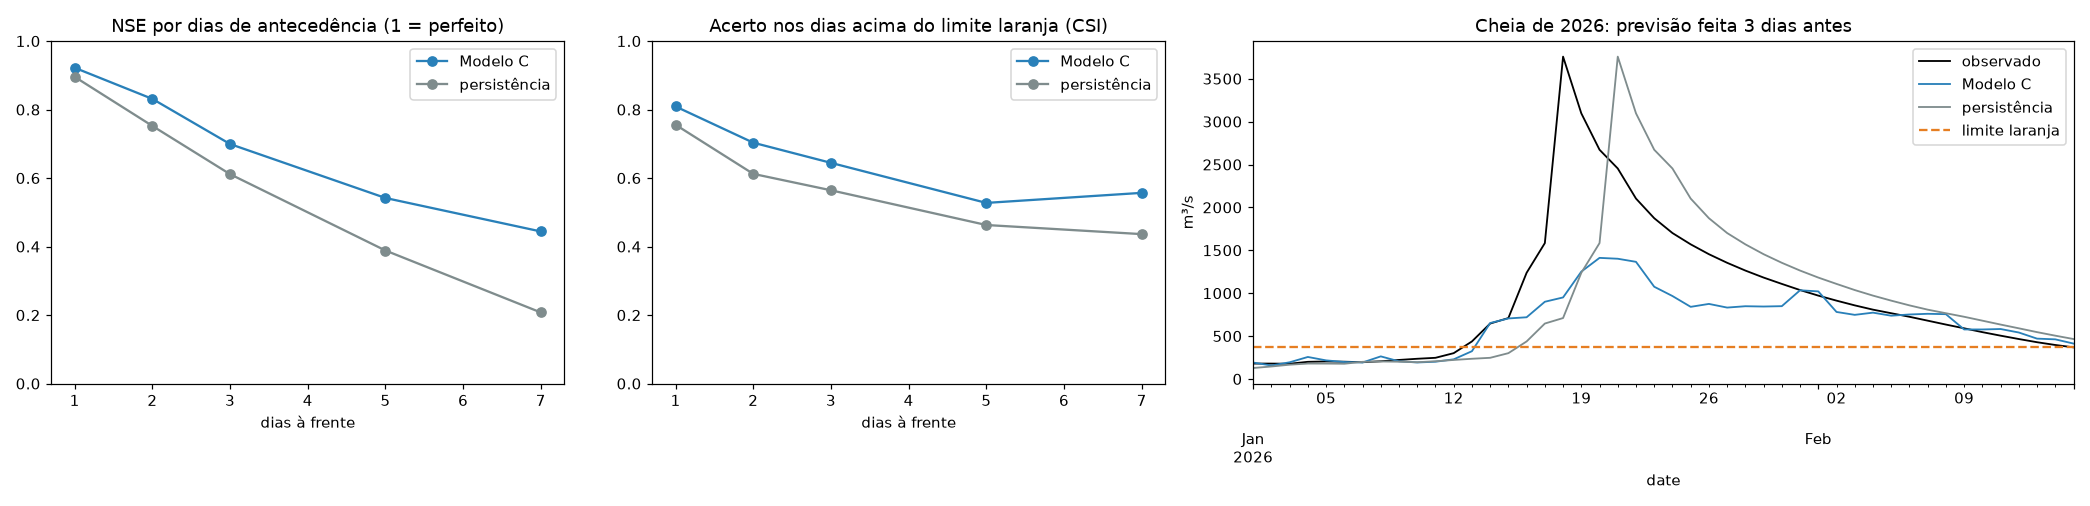 NSE por dias de antecedência (1 = perfeito)
1.0
0.8
0.6
0.4
0.2
0.0
Modelo C
persistência
1 2 3 4 5 6 7
dias à frente
Acerto nos dias acima do limite laranja (CSI)
1.0
0.8
0.6
0.4
0.2
0.0
Modelo C
persistência
1 2 3 4 5 6 7
dias à frente
Cheia de 2026: previsão feita 3 dias antes
m³/s
3500
3000
2500
2000
1500
1000
500
0
observado
Modelo C
persistência
limite laranja
05 12 19 26 02 09
Jan Feb
2026
date